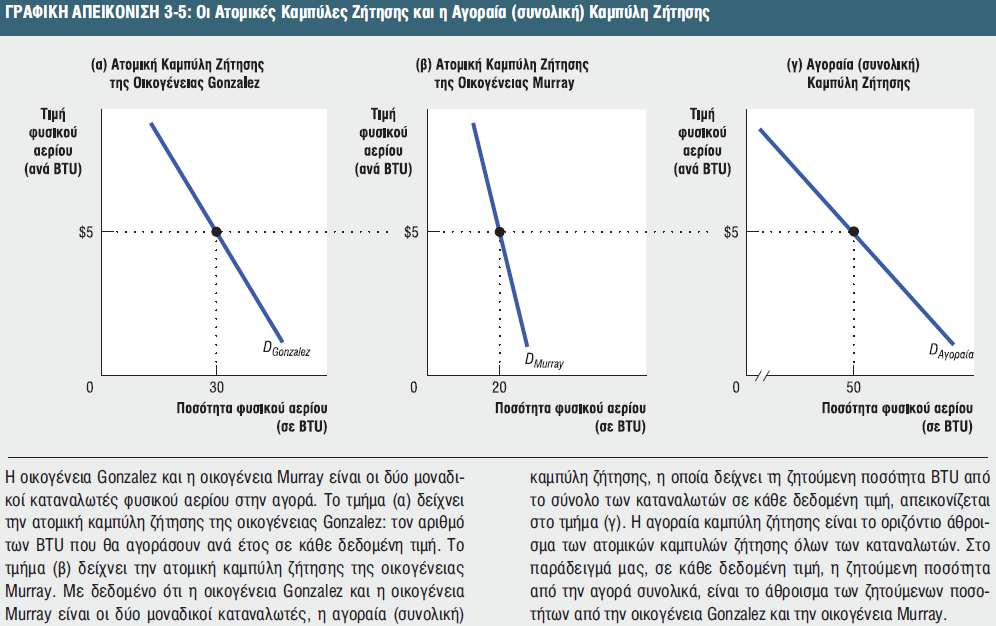 ΓΡΑΦΙΚΗ ΑΠΕΙΚΟΝΙΣΗ 3-5: Οι Ατομικές Καμπύλες Ζήτησης και η Αγοραία (συνολική) Καμπύλη Ζήτησης
(α) Ατομική Καμπύλη Ζήτησης
της Οικογένειας Gonzalez
Τιμή
φυσικού
αερίου
(ανά BTU)
$5
D Gonzalez
0
30
Ποσότητα φυσικού αερίου
(σε BTU)
(β) Ατομική Καμπύλη Ζήτησης
της Οικογένειας Murray
Τιμή
φυσικού
αερίου
(ανά BTU)
$5
D Murray
0
20
Ποσότητα φυσικού αερίου
(σε BTU)
(γ) Αγοραία (συνολική)
Καμπύλη Ζήτησης
Τιμή
φυσικού
αερίου
(ανά BTU)
$5
D Αγοραία
0
50
Ποσότητα φυσικού αερίου
(σε BTU)
Η οικογένεια Gonzalez και η οικογένεια Murray είναι οι δύο μοναδι-
κοί καταναλωτές φυσικού αερίου στην αγορά. Το τμήμα (α) δείχνει
την ατομική καμπύλη ζήτησης της οικογένειας Gonzalez: τον αριθμό
των BTU που θα αγοράσουν ανά έτος σε κάθε δεδομένη τιμή. Το
τμήμα (β) δείχνει την ατομική καμπύλη ζήτησης της οικογένειας
Murray. Με δεδομένο ότι η οικογένεια Gonzalez και η οικογένεια
Murray είναι οι δύο μοναδικοί καταναλωτές, η αγοραία (συνολική)
καμπύλη ζήτησης, η οποία δείχνει τη ζητούμενη ποσότητα BTU από
το σύνολο των καταναλωτών σε κάθε δεδομένη τιμή, απεικονίζεται
στο τμήμα (γ). Η αγοραία καμπύλη ζήτησης είναι το οριζόντιο άθροι-
σμα των ατομικών καμπυλών ζήτησης όλων των καταναλωτών. Στο
παράδειγμά μας, σε κάθε δεδομένη τιμή, η ζητούμενη ποσότητα
από την αγορά συνολικά, είναι το άθροισμα των ζητούμενων ποσο-
τήτων από την οικογένεια Gonzalez και την οικογένεια Murray.